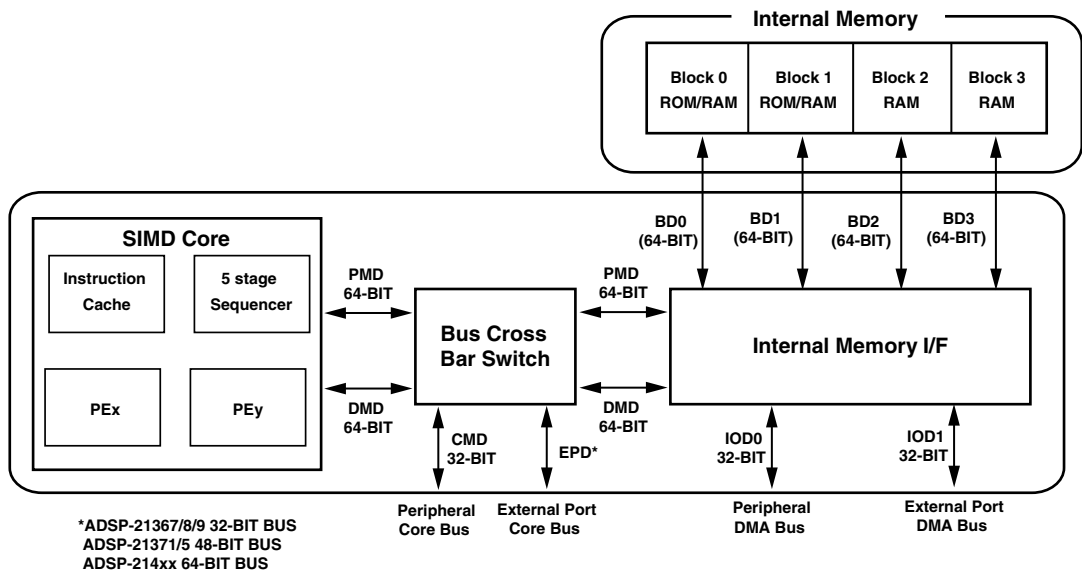 Internal Memory
Block 0
ROM/RAM
Block 1
ROM/RAM
Block 2
RAM
Block 3
RAM
BD0
(64-BIT)
BD1
(64-BIT)
BD2
(64-BIT)
BD3
(64-BIT)
SIMD Core
Instruction
Cache
5 stage
Sequencer
PEx
PEy
PMD
64-BIT
DMD
64-BIT
Bus Cross
Bar Switch
PMD
64-BIT
DMD
64-BIT
Internal Memory I/F
CMD
32-BIT
EPD*
IOD0
32-BIT
IOD1
32-BIT
Peripheral
Core Bus
External Port
Core Bus
Peripheral
DMA Bus
External Port
DMA Bus
*ADSP-21367/8/9 32-BIT BUS
ADSP-21371/5 48-BIT BUS
ADSP-214xx 64-BIT BUS